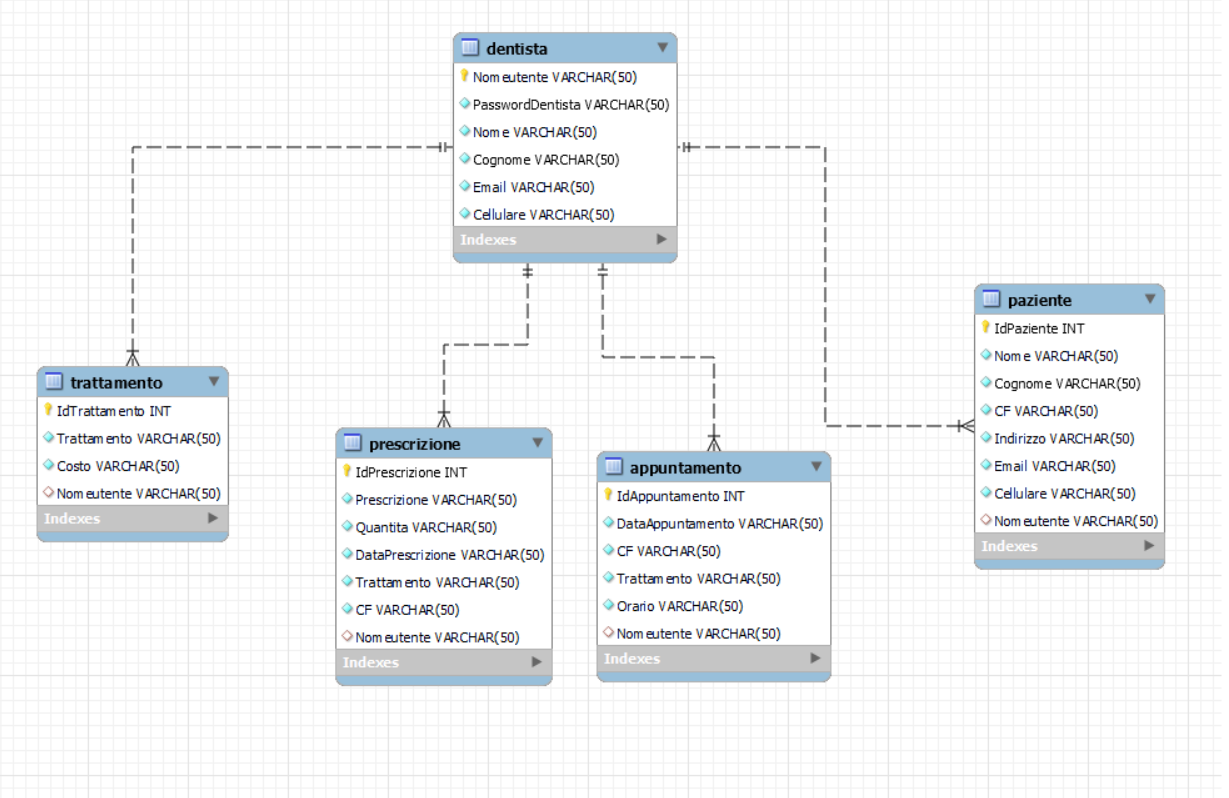 dentista
Nomeutente VARCHAR(50)
PasswordDentista VARCHAR(50)
Nome VARCHAR(50)
Cognome VARCHAR(50)
Email VARCHAR(50)
Cellulare VARCHAR(50)
Indexes
trattamento
IdTrattamento INT
Trattamento VARCHAR(50)
Costo VARCHAR(50)
Nomeutente VARCHAR(50)
Indexes
prescrizione
IdPrescrizione INT
Prescrizione VARCHAR(50)
Quantita VARCHAR(50)
DataPrescrizione VARCHAR(50)
Trattamento VARCHAR(50)
CF VARCHAR(50)
Nomeutente VARCHAR(50)
Indexes
appuntamento
IdAppuntamento INT
DataAppuntamento VARCHAR(50)
CF VARCHAR(50)
Trattamento VARCHAR(50)
Orario VARCHAR(50)
Nomeutente VARCHAR(50)
Indexes
paziente
IdPaziente INT
Nome VARCHAR(50)
Cognome VARCHAR(50)
CF VARCHAR(50)
Indirizzo VARCHAR(50)
Email VARCHAR(50)
Cellulare VARCHAR(50)
Nomeutente VARCHAR(50)
Indexes